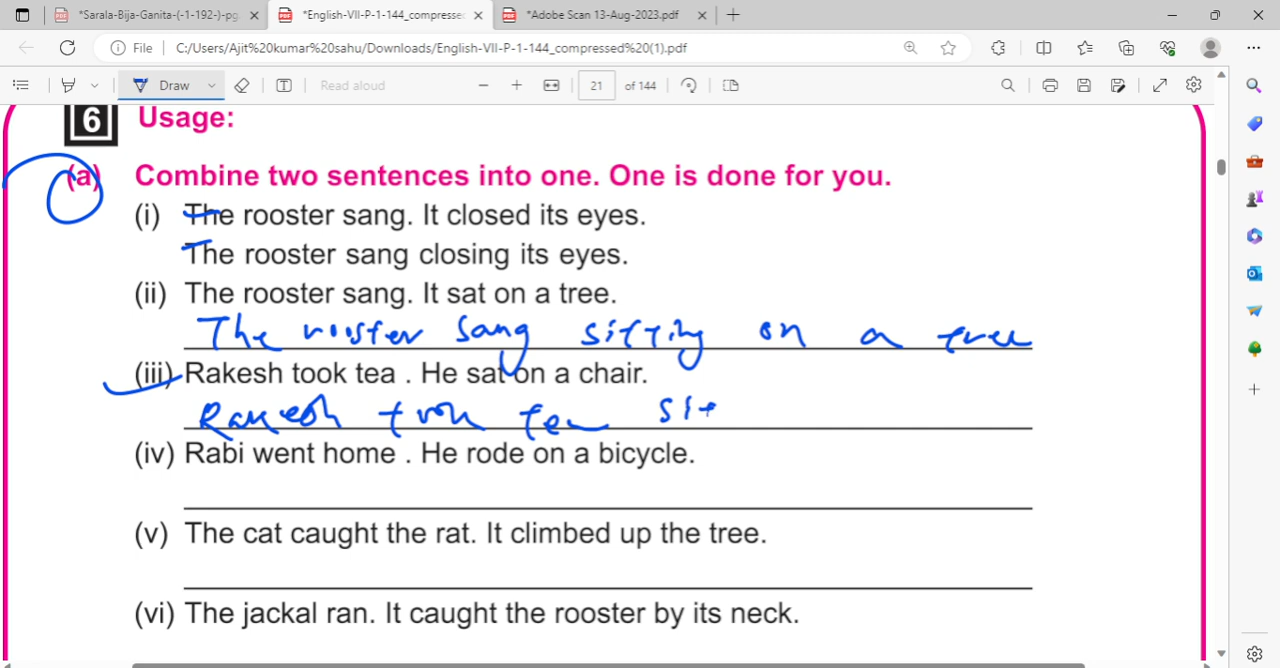 *Sarala-Bija-Ganita-(-1-192-)-pg
*English-VII-P-1-144_compressed
*Adobe Scan 13-Aug-2023.pdf
File C:/Users/Ajit%20kumar%20sahu/Downloads/English-VII-P-1-144_compressed%20(1).pdf
Draw Read aloud 21 of 144
6 Usage:
(a) Combine two sentences into one. One is done for you.
(i) The rooster sang. It closed its eyes.
The rooster sang closing its eyes.
(ii) The rooster sang. It sat on a tree.
The rooster sang sitting on a tree
(iii) Rakesh took tea . He sat on a chair.
Rakesh took tea sit
(iv) Rabi went home . He rode on a bicycle.
(v) The cat caught the rat. It climbed up the tree.
(vi) The jackal ran. It caught the rooster by its neck.